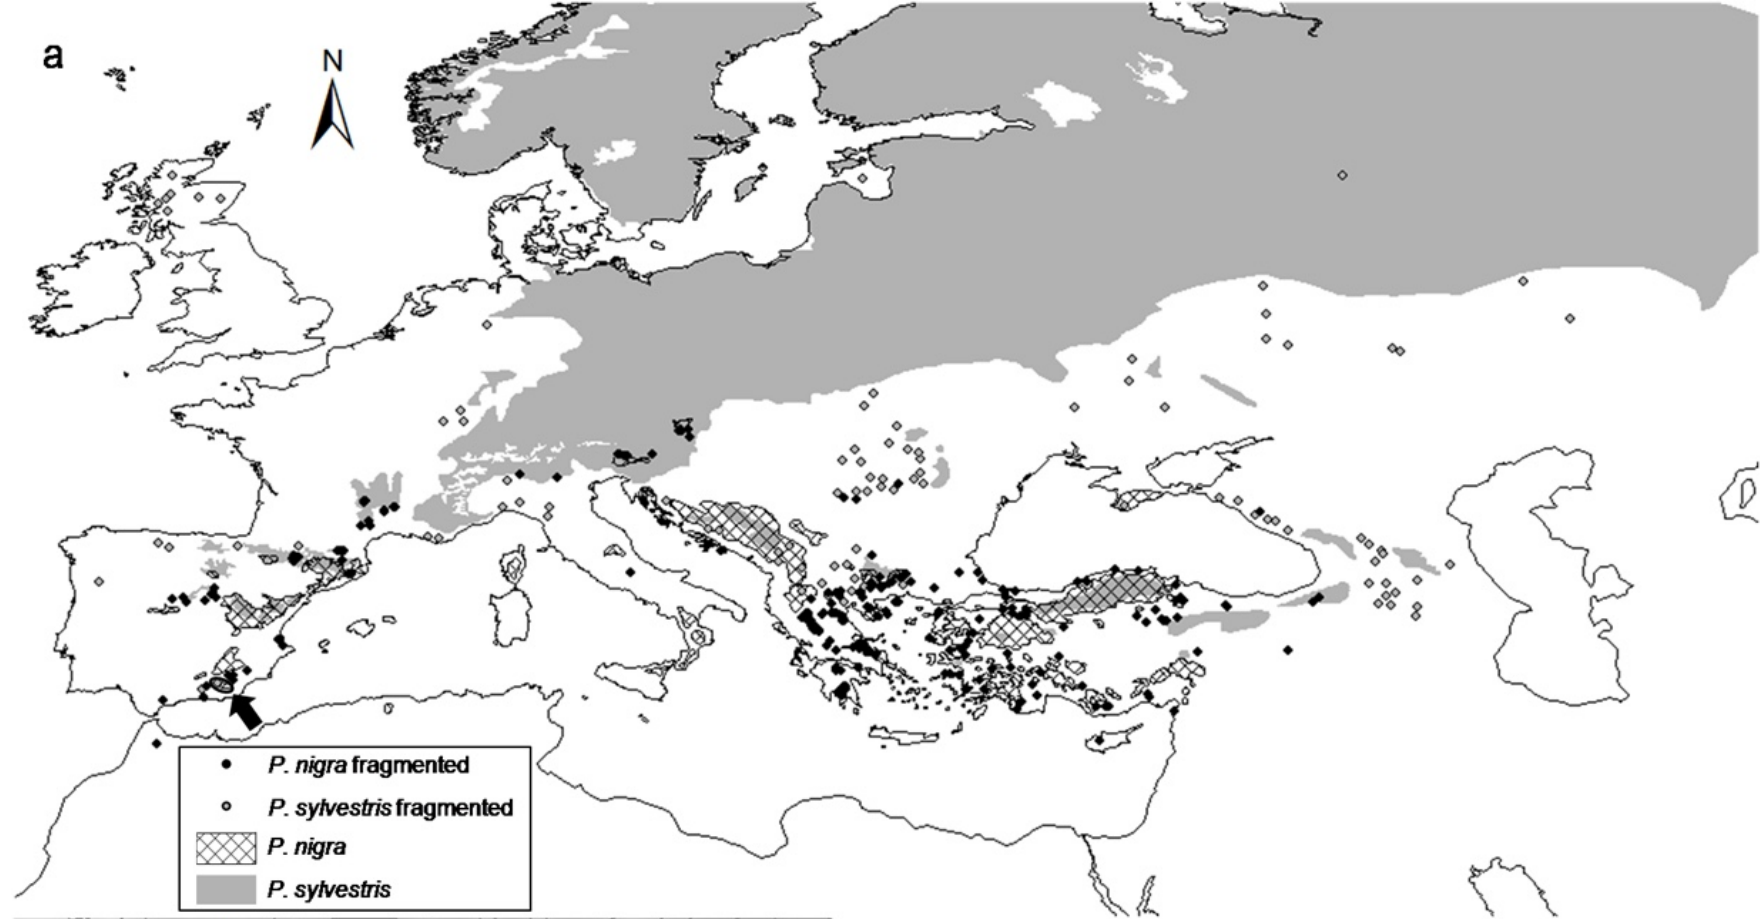 a
N
P. nigra fragmented
P. sylvestris fragmented
P. nigra
P. sylvestris